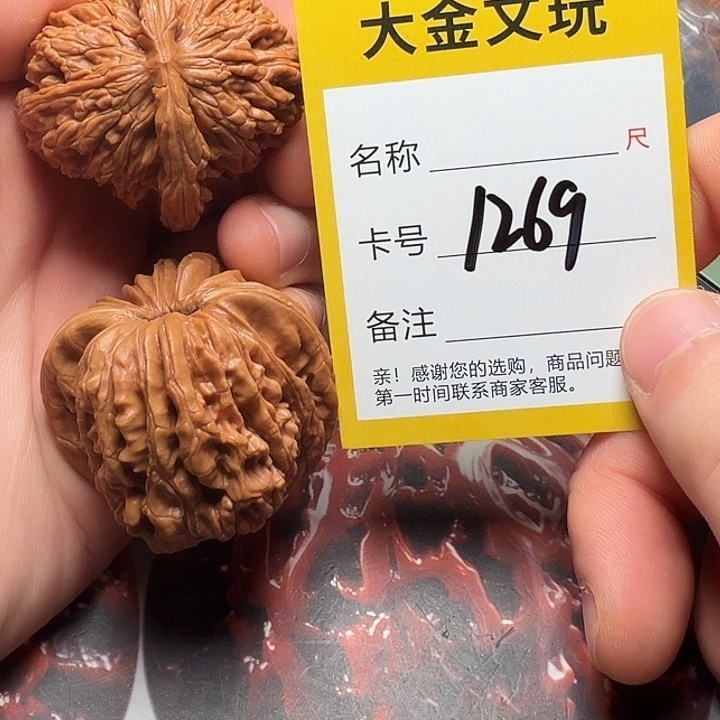 大金文玩
名称 尺
卡号 1269
备注
亲！感谢您的选购，商品问题
第一时间联系商家客服。